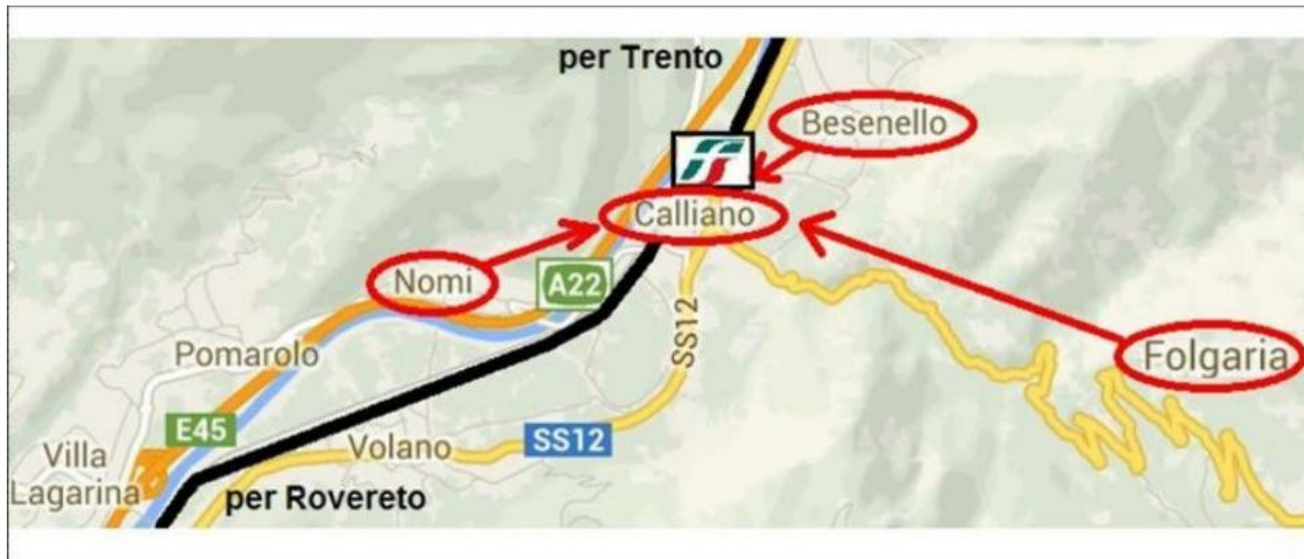 per Trento
Besenello
Calliano
Nomi
A22
SS12
Pomarolo
Folgaria
E45
Volano
SS12
Villa
Lagarina
per Rovereto